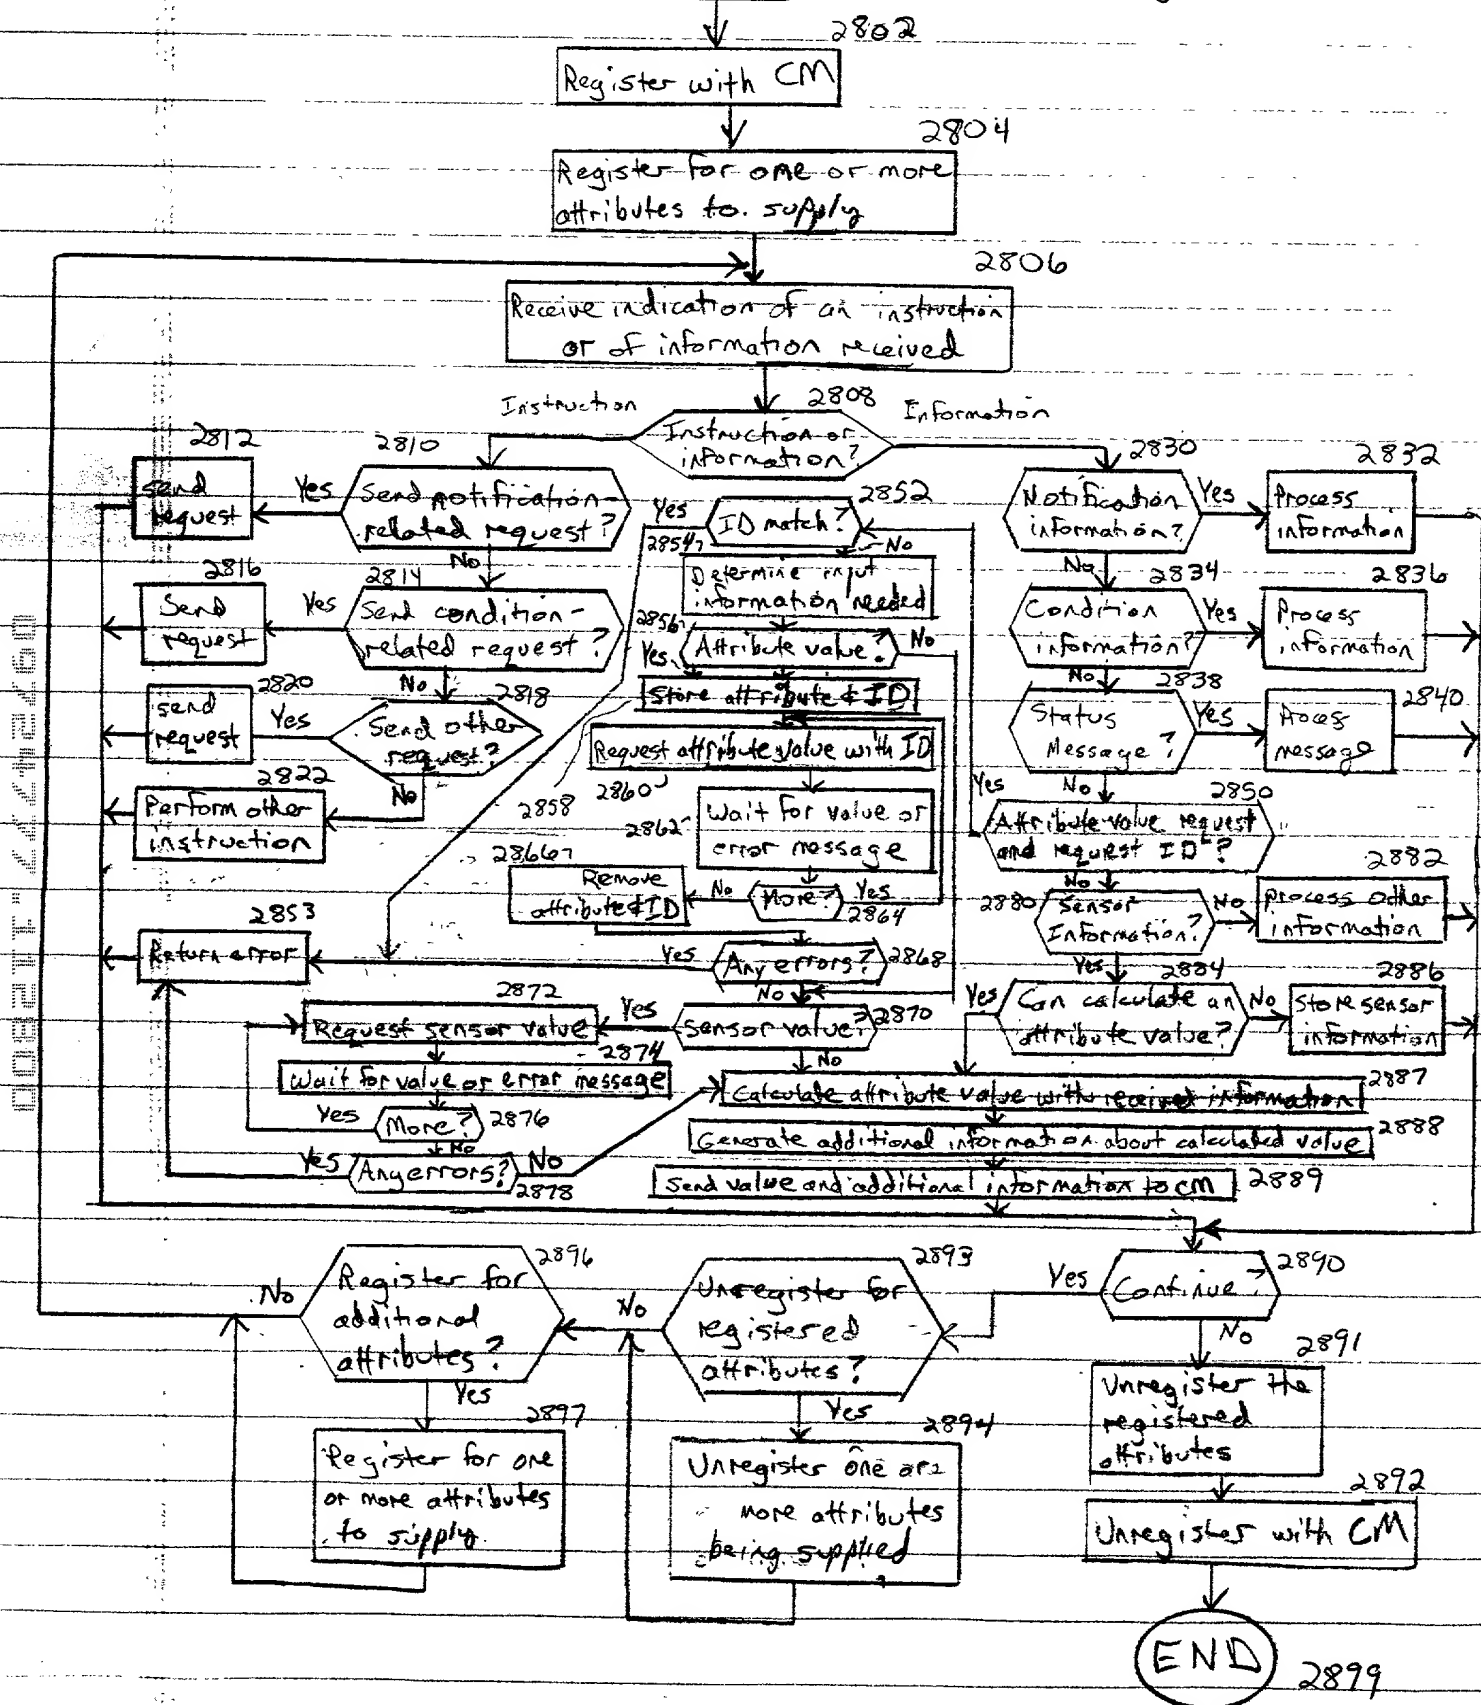 2802
Register with CM
2804
Register for one or more
attributes to supply
2806
Receive indication of an instruction
or of information received
2808
Instruction
Information
Instruction or
information?
2812
send
request
Yes
2810
Send notification-
related request?
No
2816
Send
request
Yes
2814
Send condition-
related request?
No
2820
send
request
Yes
2818
Send other
request?
No
2822
Perform other
instruction
2852
Yes
ID match?
No
2854
Determine input
information needed
2856
Yes
Attribute value?
No
Store attribute & ID
2858
Request attribute value with ID
2860
Wait for value or
error message
2862
More?
Yes
2864
No
2866
Remove
attribute & ID
2853
Return error
Yes
Any errors?
2868
No
2870
Sensor value?
Yes
No
2872
Request sensor value
2874
Wait for value or error message
Yes
More?
2876
No
Yes
Any errors?
No
2878
2830
Notification
information?
Yes
2832
Process
information
No
2834
Condition
information?
Yes
2836
Process
information
No
2838
Status
Message?
Yes
2840
message
No
2850
Yes
Attribute value request
and request ID?
No
2880
Sensor
Information?
No
2882
process other
information
Yes
2884
Yes
Can calculate an
attribute value?
No
2886
Store sensor
information
2887
Calculate attribute value with received information
2888
Generate additional information about calculated value
Send value and additional information to CM
2889
2890
Continue?
Yes
No
2891
Unregister the
registered
attributes
2892
Unregister with CM
END
2899
2893
Unregister for
registered
attributes?
No
Yes
2894
Unregister one or
more attributes
being supplied
2896
Register for
additional
attributes?
No
Yes
2897
Register for one
or more attributes
to supply